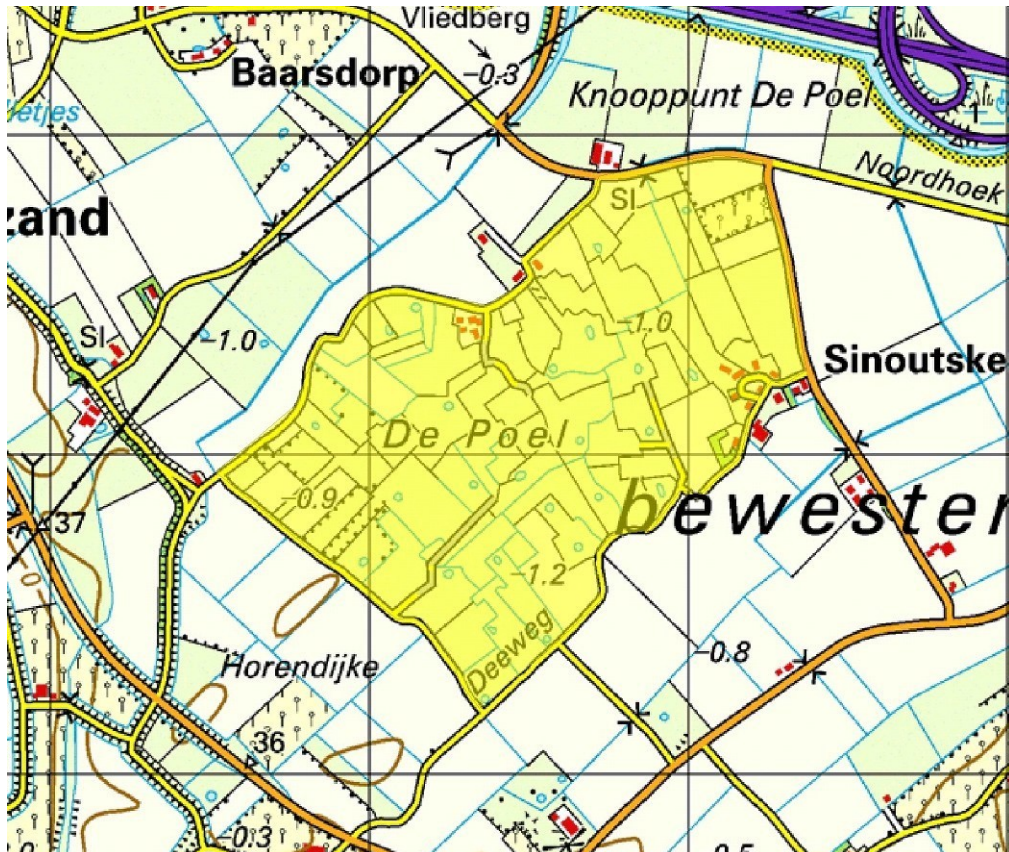 Vliedberg
Baarsdorp
-0.3
Knooppunt De Poel
etjes
Noordhoek
zand
Sl
-1.0
Sl
-1.0
Sinoutske
De Poel
-0.9
bewester
37
-1.2
Deeweg
-0.8
Horendijke
36
-0.3